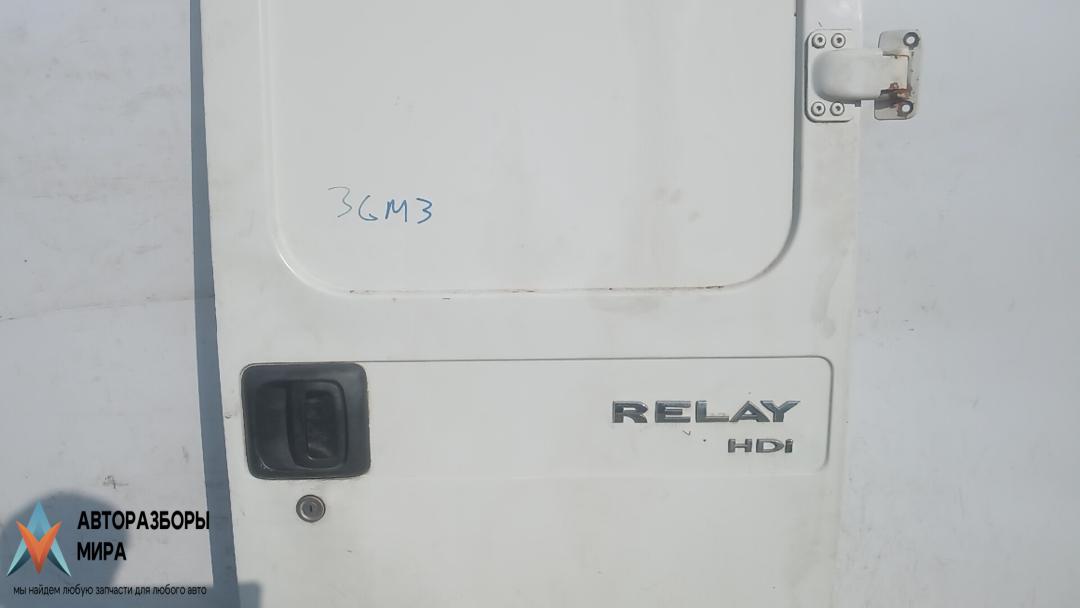 3GM3
RELAY
HDi
АВТОРАЗБОРЫ
МИРА
мы найдем любую запчасти для любого авто